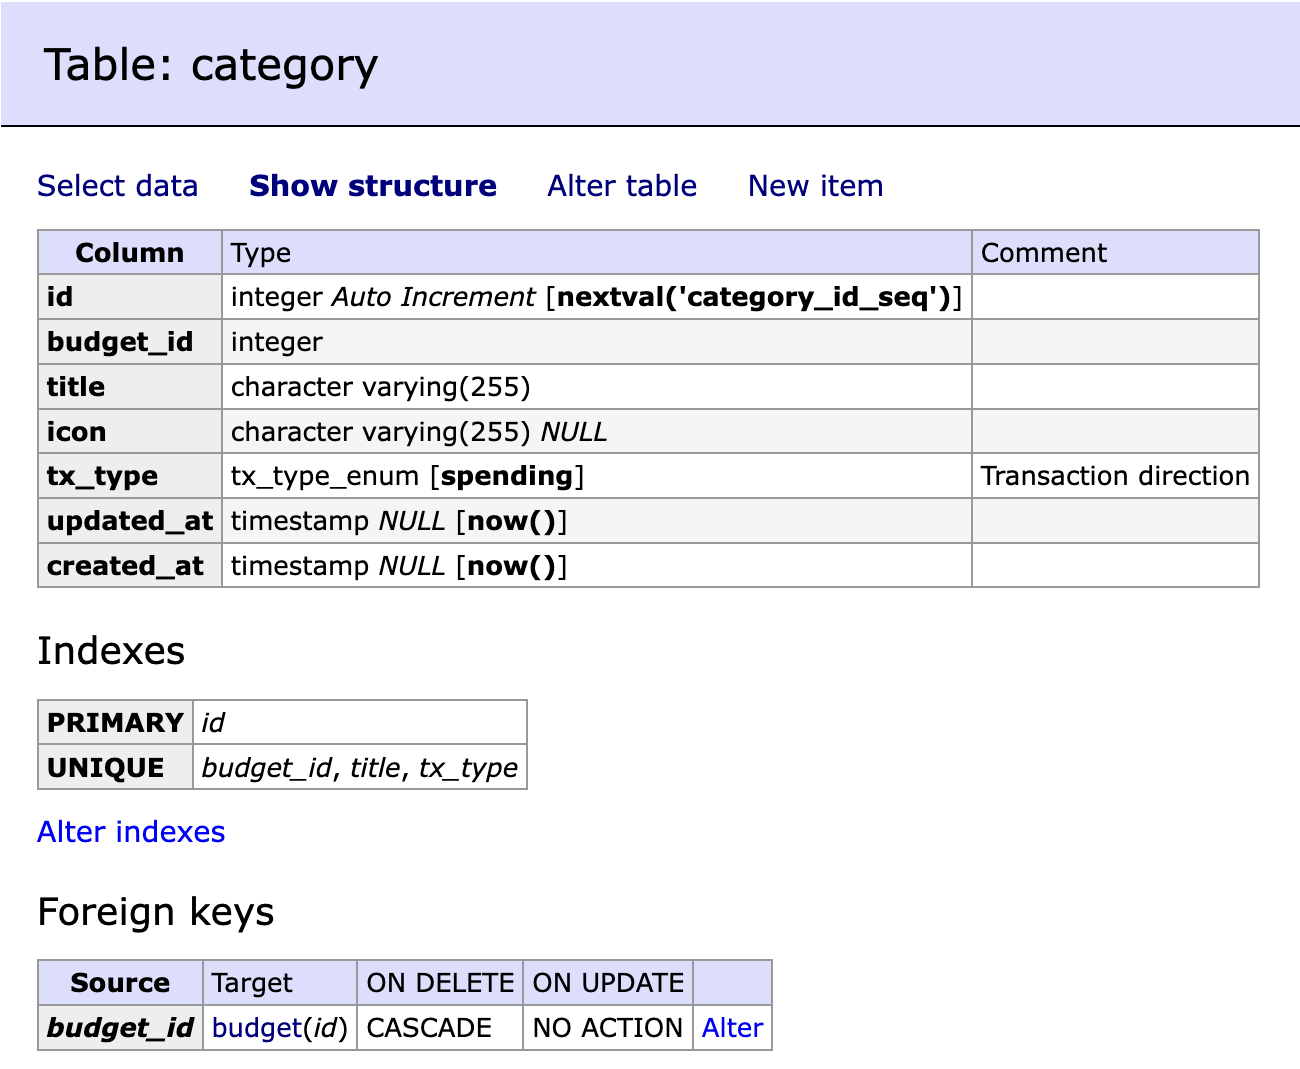 Table: category
Select data Show structure Alter table New item
Column Type Comment
id integer Auto Increment [nextval('category_id_seq')]
budget_id integer
title character varying(255)
icon character varying(255) NULL
tx_type tx_type_enum [spending] Transaction direction
updated_at timestamp NULL [now()]
created_at timestamp NULL [now()]
Indexes
PRIMARY id
UNIQUE budget_id, title, tx_type
Alter indexes
Foreign keys
Source Target ON DELETE ON UPDATE
budget_id budget(id) CASCADE NO ACTION Alter